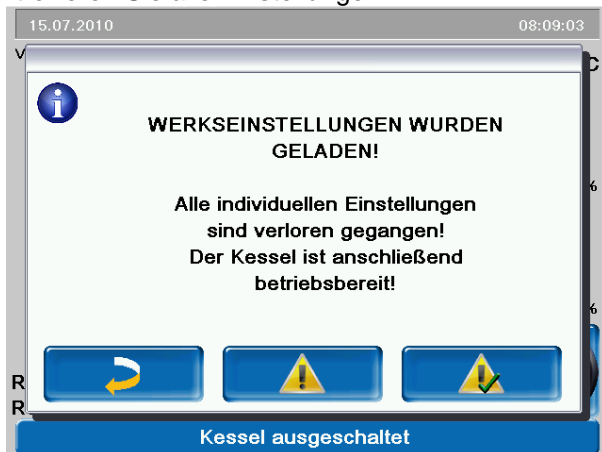 15.07.2010 08:09:03
V
C
WERKSEINSTELLUNGEN WURDEN
GELADEN!
Alle individuellen Einstellungen
sind verloren gegangen!
Der Kessel ist anschließend
betriebsbereit!
%
%
R
R
Kessel ausgeschaltet